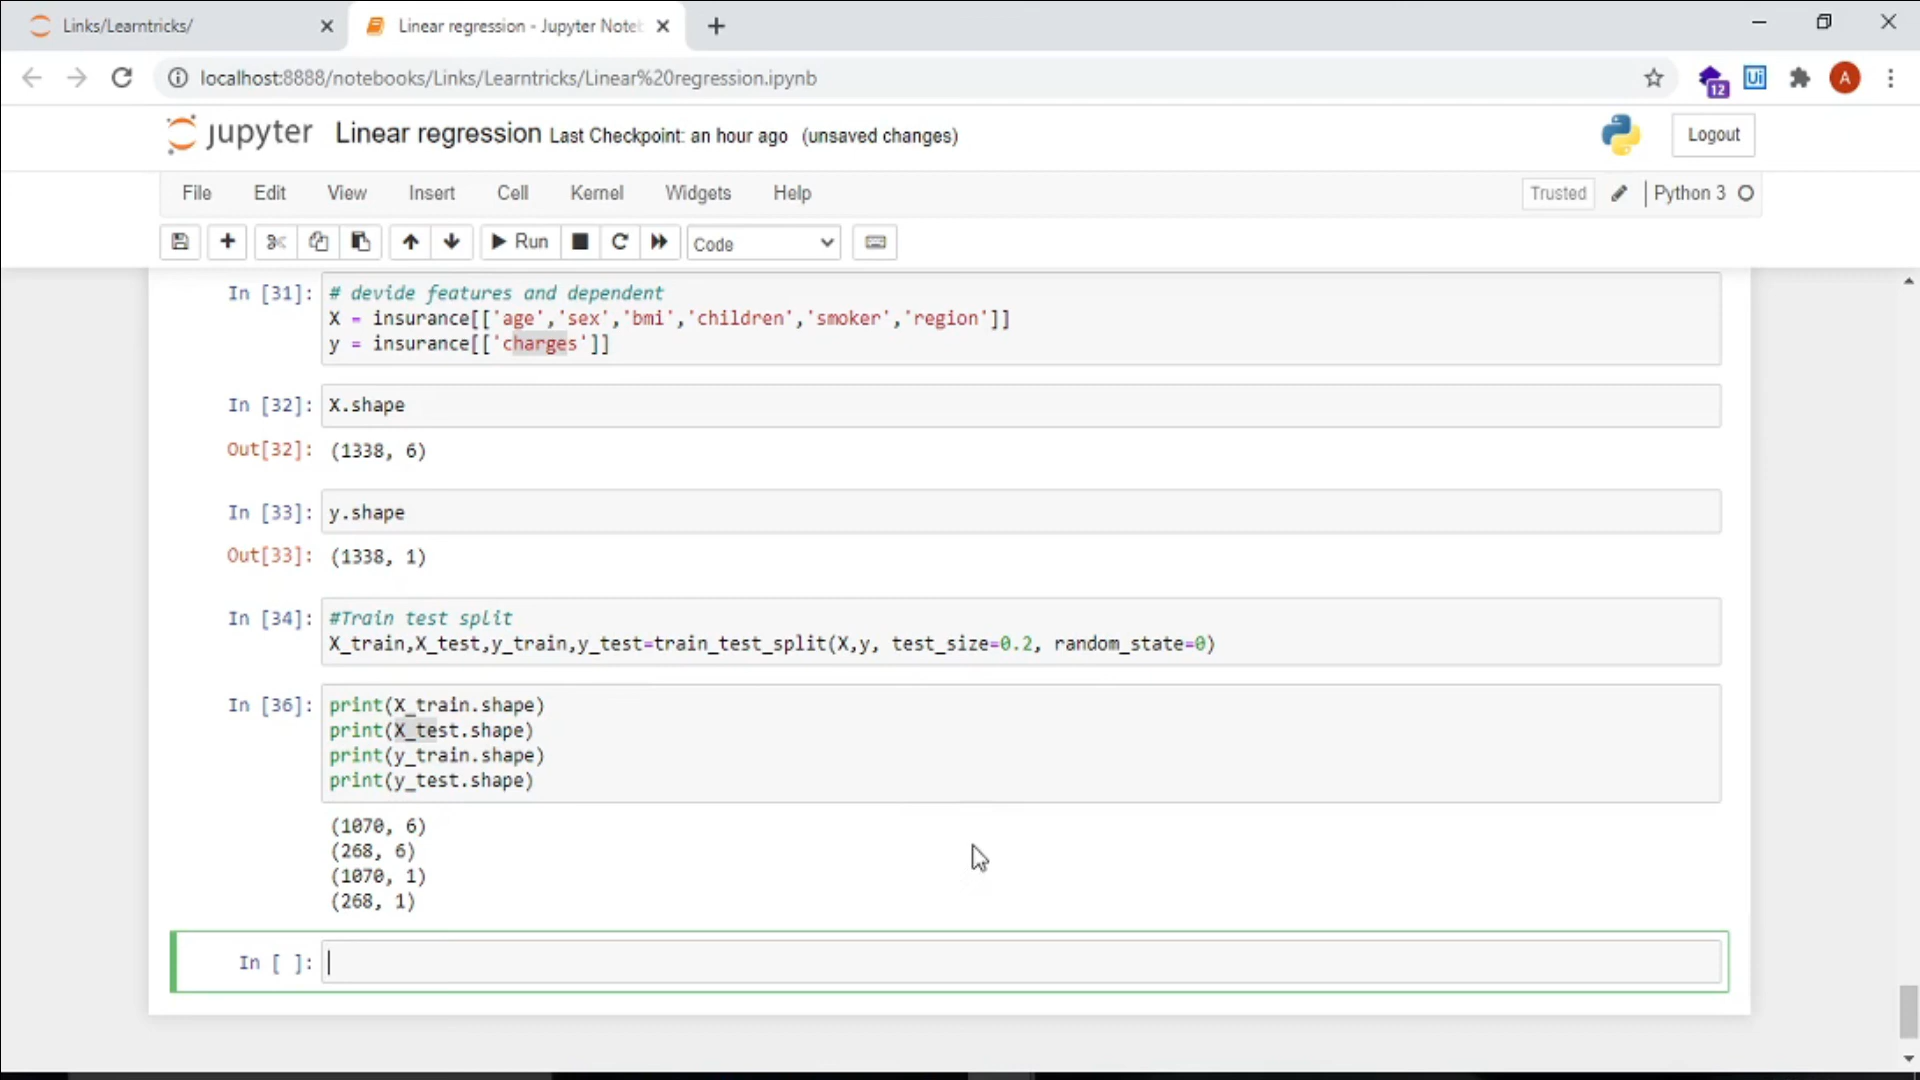 Links/Learntricks/
Linear regression - Jupyter Note
localhost:8888/notebooks/Links/Learntricks/Linear%20regression.ipynb
12
Ui
A
jupyter Linear regression Last Checkpoint: an hour ago (unsaved changes)
Logout
File Edit View Insert Cell Kernel Widgets Help
Trusted
Python 3
Run
Code
In [31]: # devide features and dependent
X = insurance[['age','sex','bmi','children','smoker','region']]
y = insurance[['charges']]
In [32]: X.shape
Out[32]: (1338, 6)
In [33]: y.shape
Out[33]: (1338, 1)
In [34]: #Train test split
X_train,X_test,y_train,y_test=train_test_split(X,y, test_size=0.2, random_state=0)
In [36]: print(X_train.shape)
print(X_test.shape)
print(y_train.shape)
print(y_test.shape)
(1070, 6)
(268, 6)
(1070, 1)
(268, 1)
In [ ]: